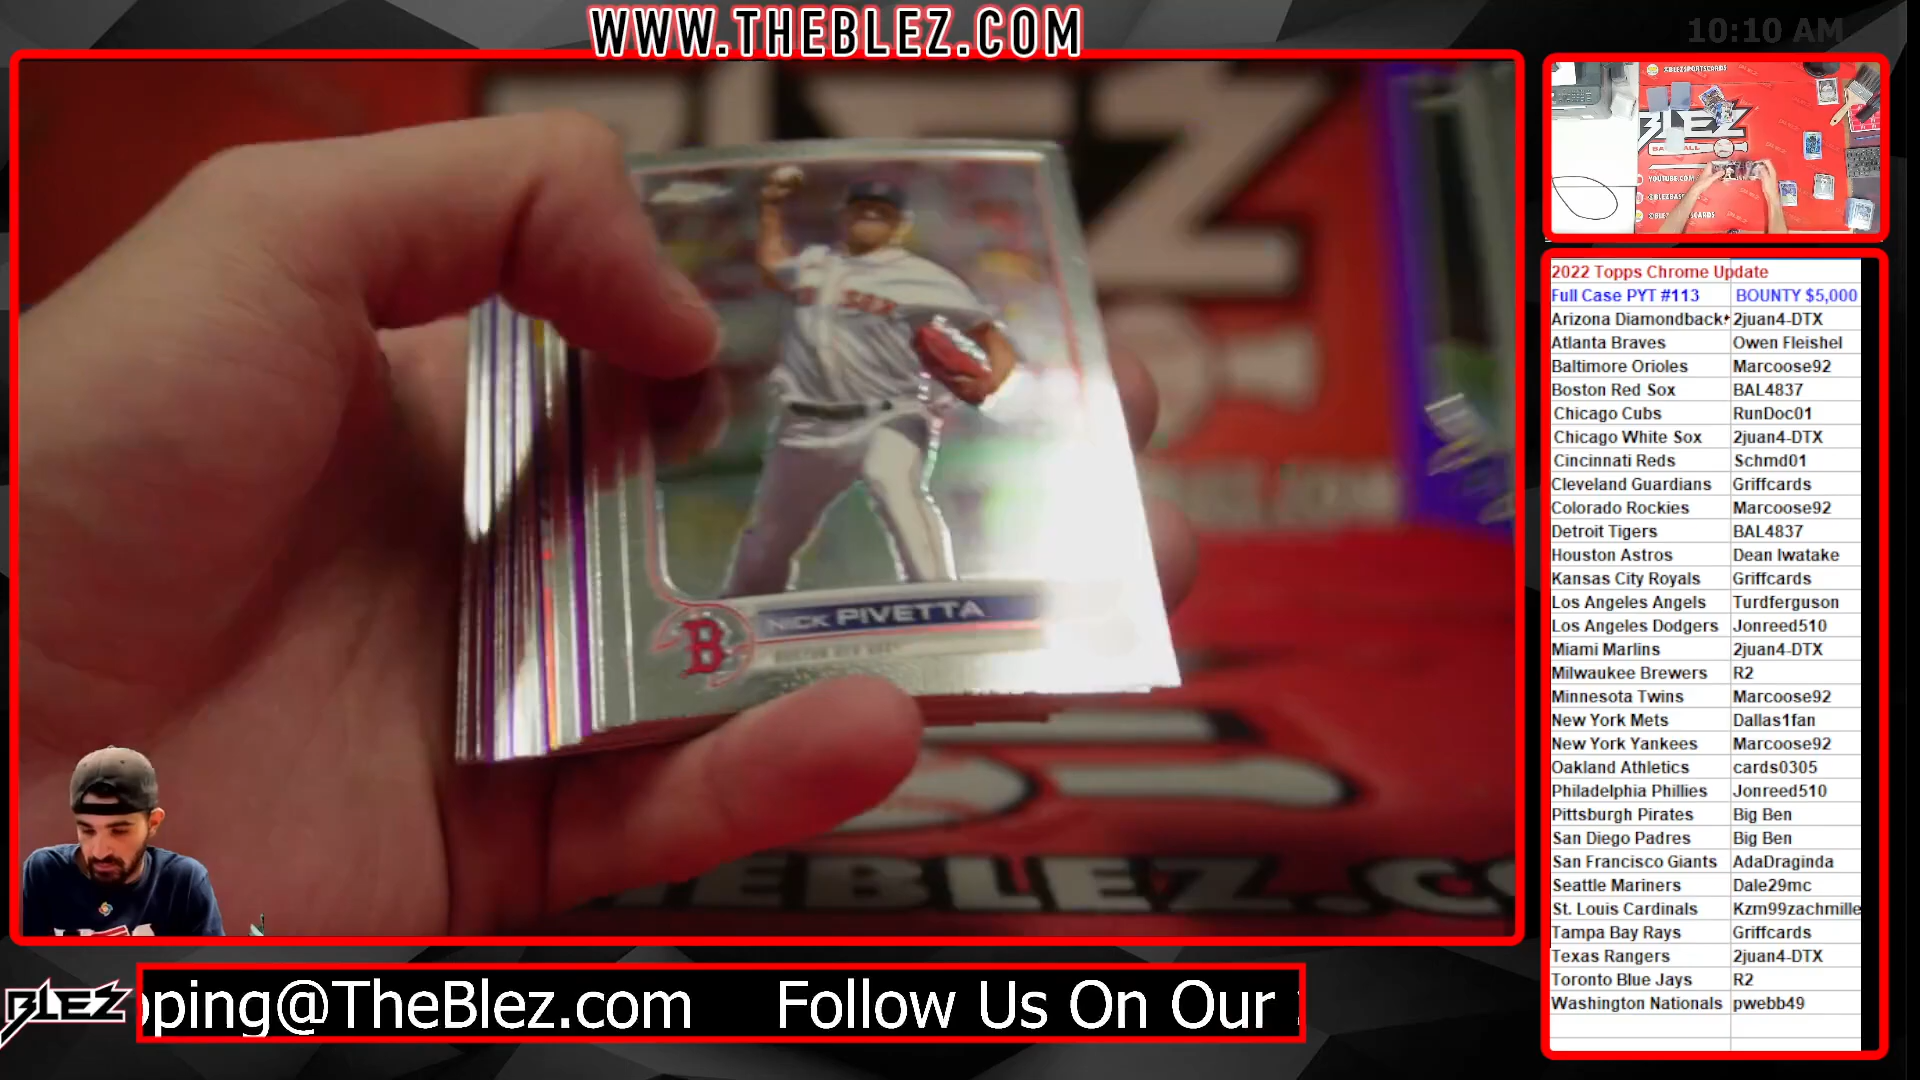 WWW.THEBLEZ.COM
10:10 AM
NICK PIVETTA
B
BLEZ
YOUTUBE.COM
2022 Topps Chrome Update
Full Case PYT #113 BOUNTY $5,000
Arizona Diamondback 2juan4-DTX
Atlanta Braves Owen Fleishel
Baltimore Orioles Marcoose92
Boston Red Sox BAL4837
Chicago Cubs RunDoc01
Chicago White Sox 2juan4-DTX
Cincinnati Reds Schmd01
Cleveland Guardians Griffcards
Colorado Rockies Marcoose92
Detroit Tigers BAL4837
Houston Astros Dean Iwatake
Kansas City Royals Griffcards
Los Angeles Angels Turdferguson
Los Angeles Dodgers Jonreed510
Miami Marlins 2juan4-DTX
Milwaukee Brewers R2
Minnesota Twins Marcoose92
New York Mets Dallas1fan
New York Yankees Marcoose92
Oakland Athletics cards0305
Philadelphia Phillies Jonreed510
Pittsburgh Pirates Big Ben
San Diego Padres Big Ben
San Francisco Giants AdaDraginda
Seattle Mariners Dale29mc
St. Louis Cardinals Kzm99zachmille
Tampa Bay Rays Griffcards
Texas Rangers 2juan4-DTX
Toronto Blue Jays R2
Washington Nationals pwebb49
BLEZ
pping@TheBlez.com Follow Us On Our